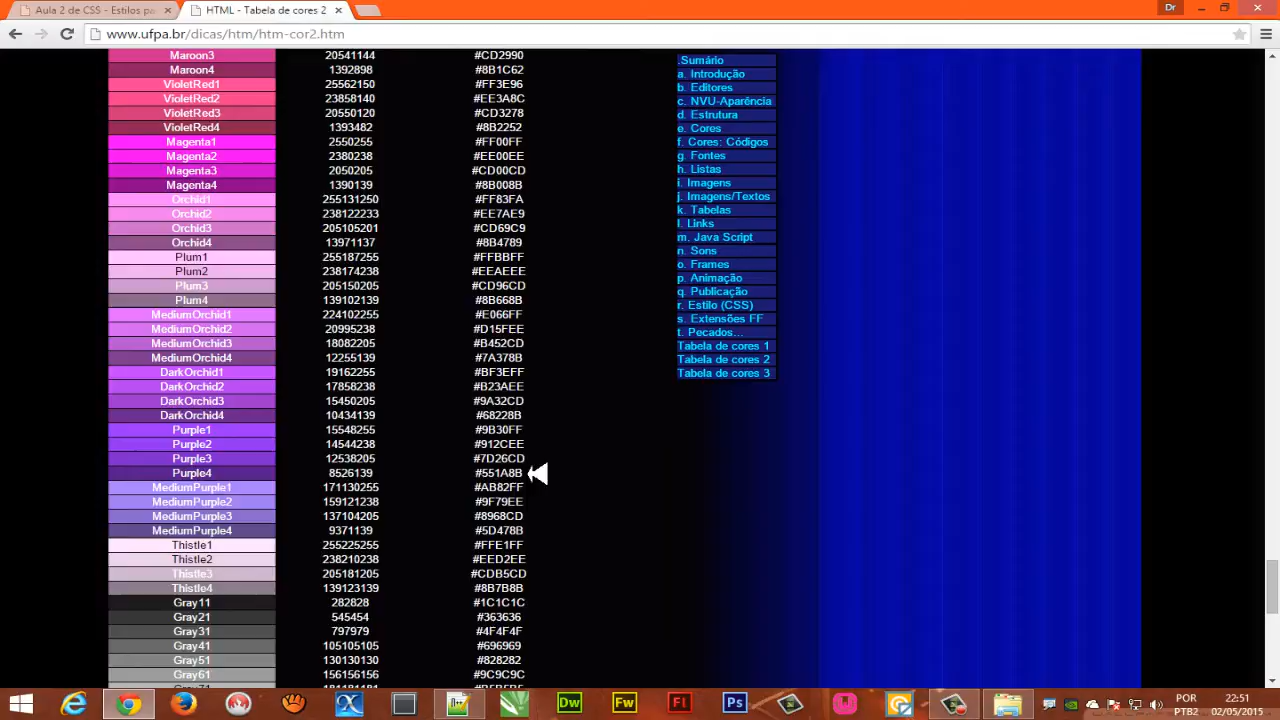 Aula 2 de CSS - Estilos pa
HTML - Tabela de cores 2
Dr
www.ufpa.br/dicas/htm/htm-cor2.htm
Maroon3 20541144 #CD2990
Maroon4 1392898 #8B1C62
VioletRed1 25562150 #FF3E96
VioletRed2 23858140 #EE3A8C
VioletRed3 20550120 #CD3278
VioletRed4 1393482 #8B2252
Magenta1 2550255 #FF00FF
Magenta2 2380238 #EE00EE
Magenta3 2050205 #CD00CD
Magenta4 1390139 #8B008B
Orchid1 255131250 #FF83FA
Orchid2 238122233 #EE7AE9
Orchid3 205105201 #CD69C9
Orchid4 13971137 #8B4789
Plum1 255187255 #FFBBFF
Plum2 238174238 #EEAEEE
Plum3 205150205 #CD96CD
Plum4 139102139 #8B668B
MediumOrchid1 224102255 #E066FF
MediumOrchid2 20995238 #D15FEE
MediumOrchid3 18082205 #B452CD
MediumOrchid4 12255139 #7A378B
DarkOrchid1 19162255 #BF3EFF
DarkOrchid2 17858238 #B23AEE
DarkOrchid3 15450205 #9A32CD
DarkOrchid4 10434139 #68228B
Purple1 15548255 #9B30FF
Purple2 14544238 #912CEE
Purple3 12538205 #7D26CD
Purple4 8526139 #551A8B
MediumPurple1 171130255 #AB82FF
MediumPurple2 159121238 #9F79EE
MediumPurple3 137104205 #8968CD
MediumPurple4 9371139 #5D478B
Thistle1 255225255 #FFE1FF
Thistle2 238210238 #EED2EE
Thistle3 205181205 #CDB5CD
Thistle4 139123139 #8B7B8B
Gray11 282828 #1C1C1C
Gray21 545454 #363636
Gray31 797979 #4F4F4F
Gray41 105105105 #696969
Gray51 130130130 #828282
Gray61 156156156 #9C9C9C
.Sumário
a. Introdução
b. Editores
c. NVU-Aparência
d. Estrutura
e. Cores
f. Cores: Códigos
g. Fontes
h. Listas
i. Imagens
j. Imagens/Textos
k. Tabelas
l. Links
m. Java Script
n. Sons
o. Frames
p. Animação
q. Publicação
r. Estilo (CSS)
s. Extensões FF
t. Pecados...
Tabela de cores 1
Tabela de cores 2
Tabela de cores 3
Dw
Fw
Fl
Ps
POR
PTB2
22:51
02/05/2015